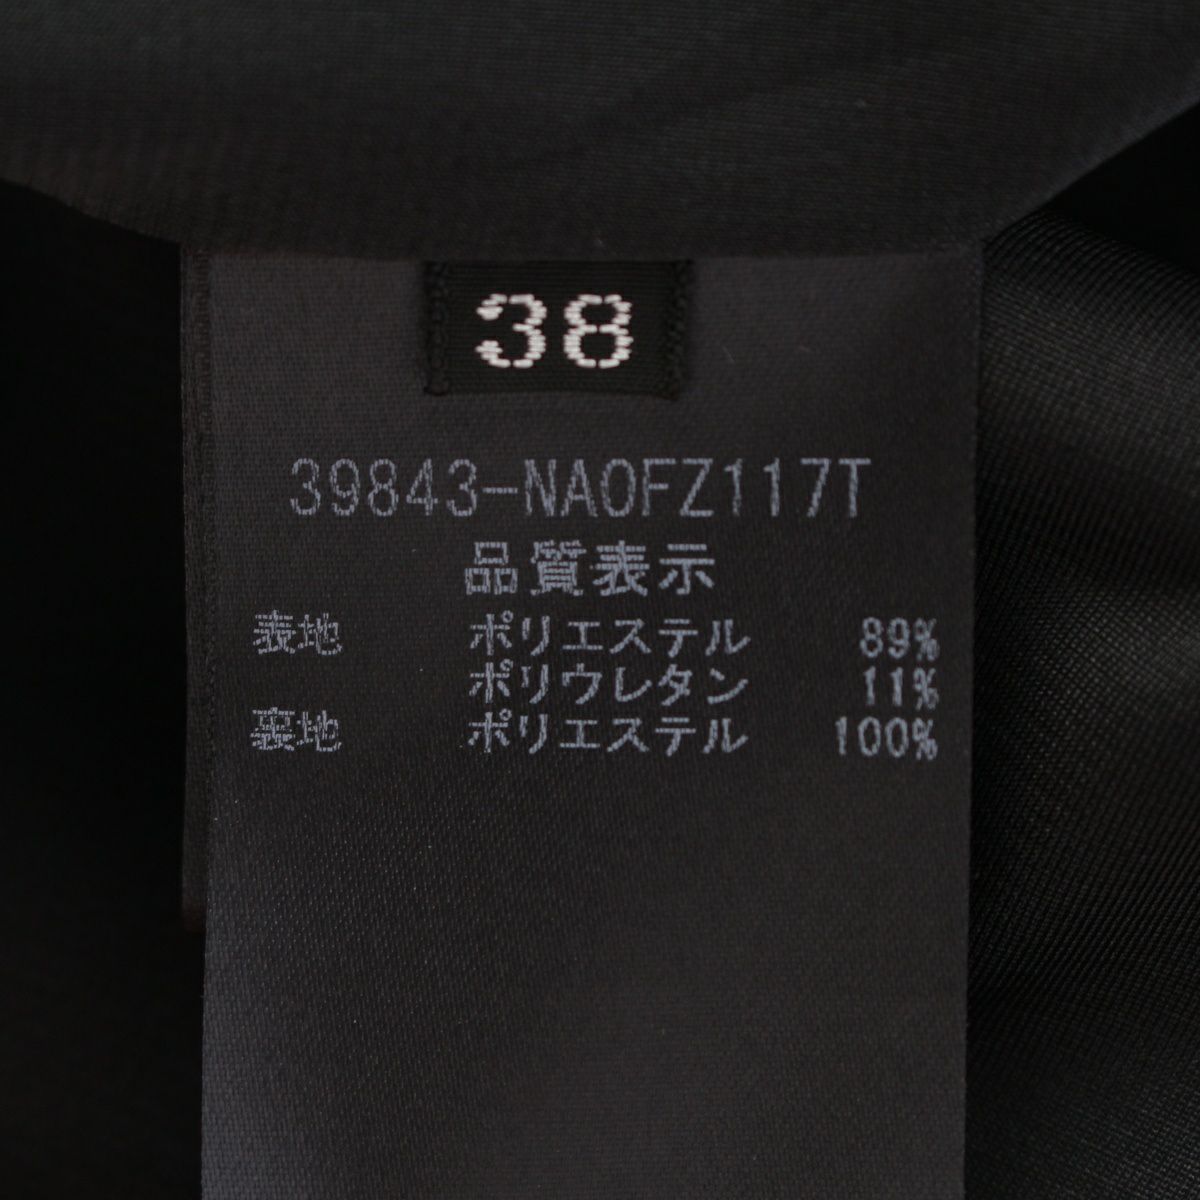 38
39843-NA0FZ117T
品質表示
表地 ポリエステル 89%
ポリウレタン 11%
裏地 ポリエステル 100%